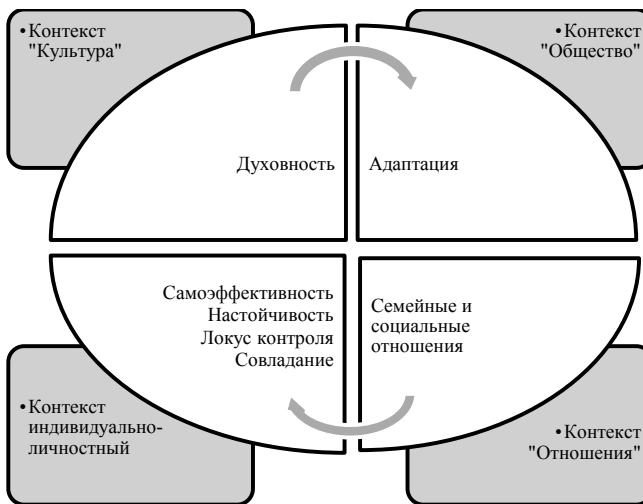 •Контекст
"Культура"
•Контекст
"Общество"
Духовность
Адаптация
Самоэффективность
Настойчивость
Локус контроля
Совладание
Семейные и
социальные
отношения
•Контекст
индивидуально-
личностный
•Контекст
"Отношения"